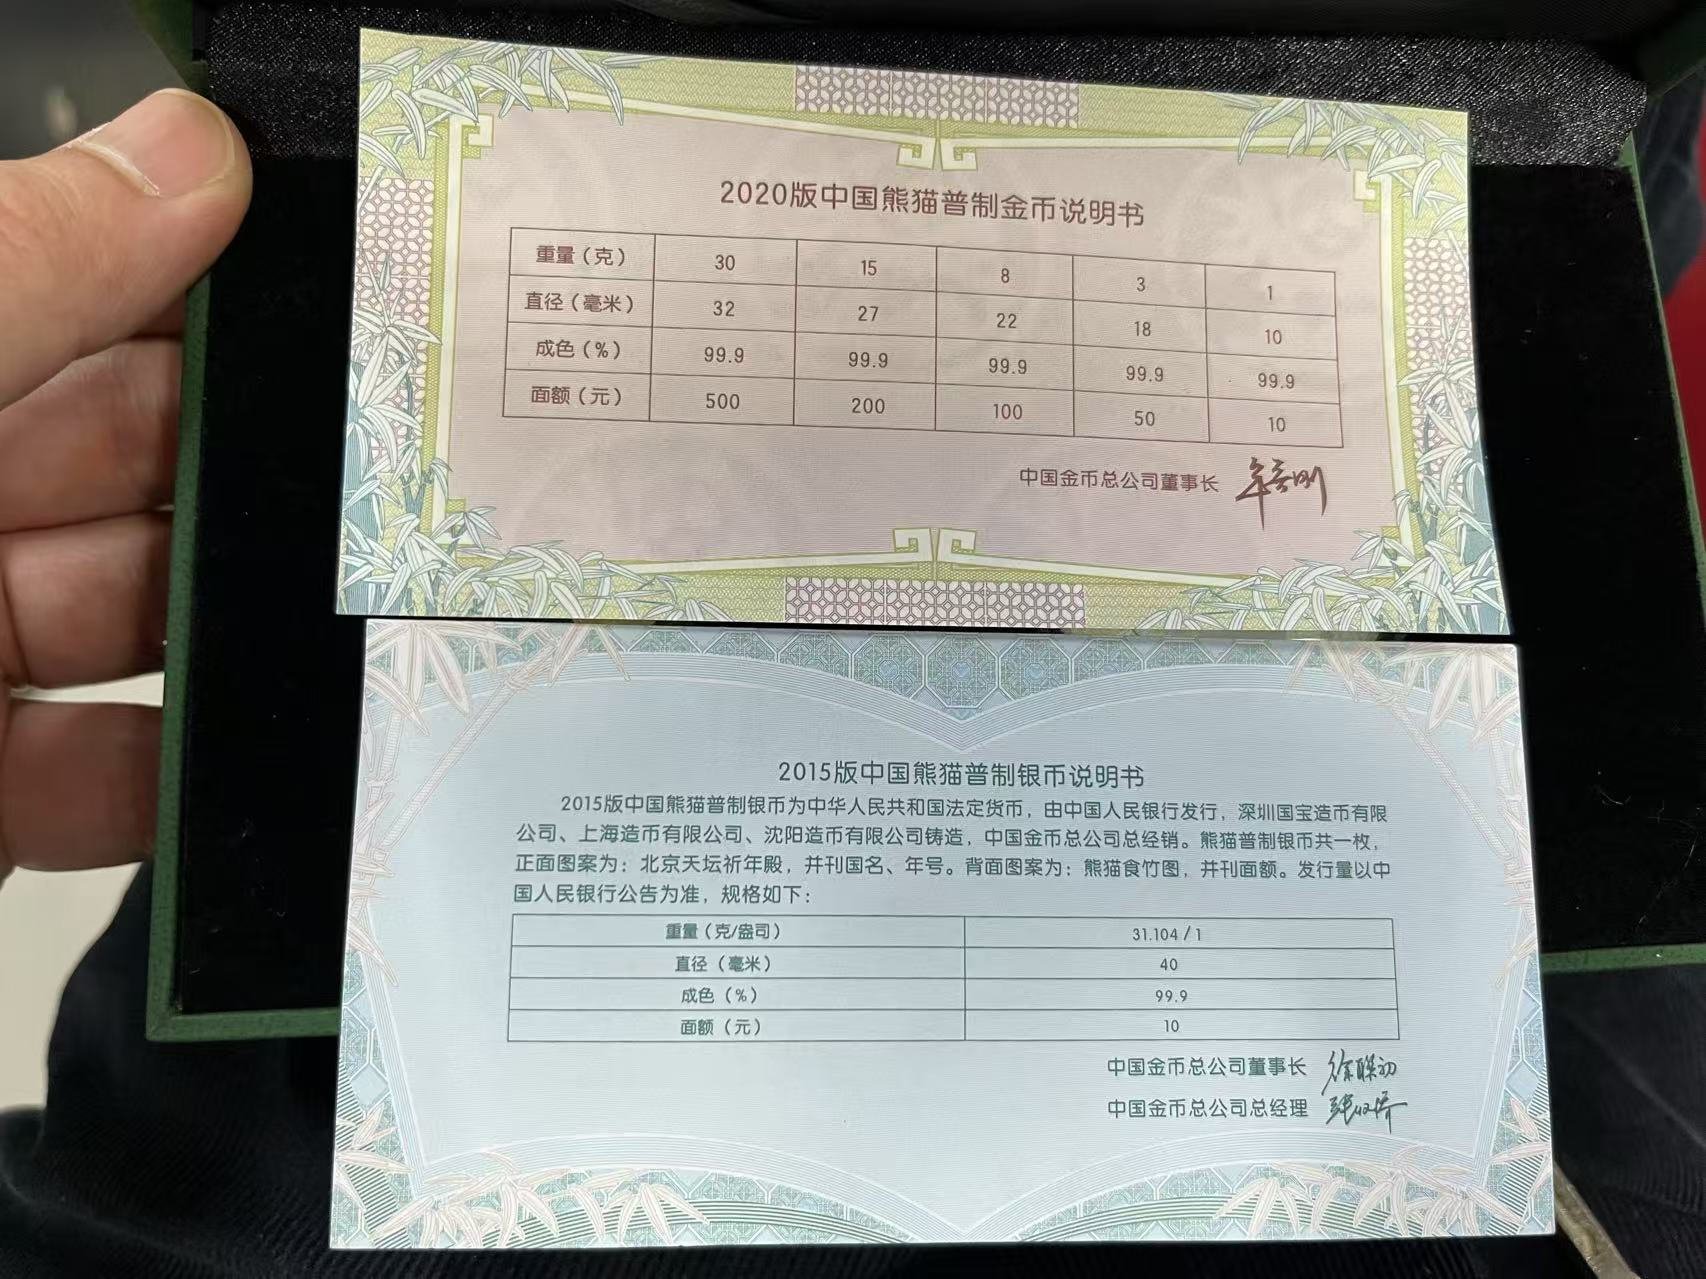 2020版中国熊猫普制金币说明书
重量（克） 30 15 8 3 1
直径（毫米） 32 27 22 18 10
成色（%） 99.9 99.9 99.9 99.9 99.9
面额（元） 500 200 100 50 10
中国金币总公司董事长
2015版中国熊猫普制银币说明书
2015版中国熊猫普制银币为中华人民共和国法定货币，由中国人民银行发行，深圳国宝造币有限
公司、上海造币有限公司、沈阳造币有限公司铸造，中国金币总公司总经销。熊猫普制银币共一枚，
正面图案为：北京天坛祈年殿，并刊国名、年号。背面图案为：熊猫食竹图，并刊面额。发行量以中
国人民银行公告为准，规格如下：
重量（克/盎司） 31.104 / 1
直径（毫米） 40
成色（%） 99.9
面额（元） 10
中国金币总公司董事长
中国金币总公司总经理